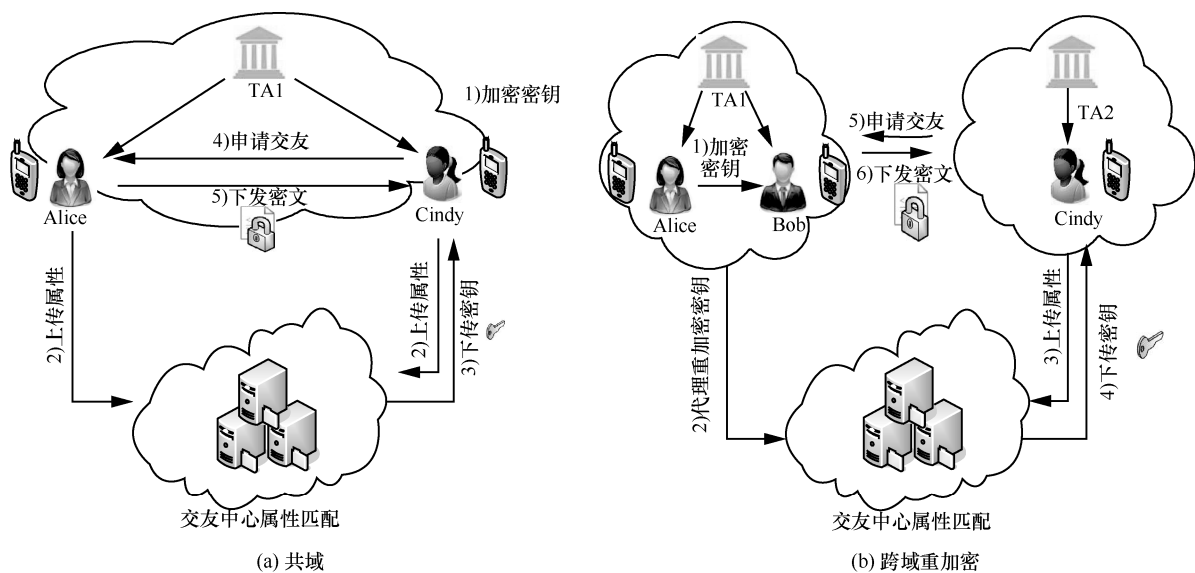 TA1
1)加密密钥
4)申请交友
5)下发密文
Alice
Cindy
2)上传属性
2)上传属性
3)下传密钥
交友中心属性匹配
(a) 共域
TA1
TA2
1)加密
密钥
5)申请交友
6)下发密文
Alice
Bob
Cindy
2)代理重加密密钥
3)上传属性
4)下传密钥
交友中心属性匹配
(b) 跨域重加密